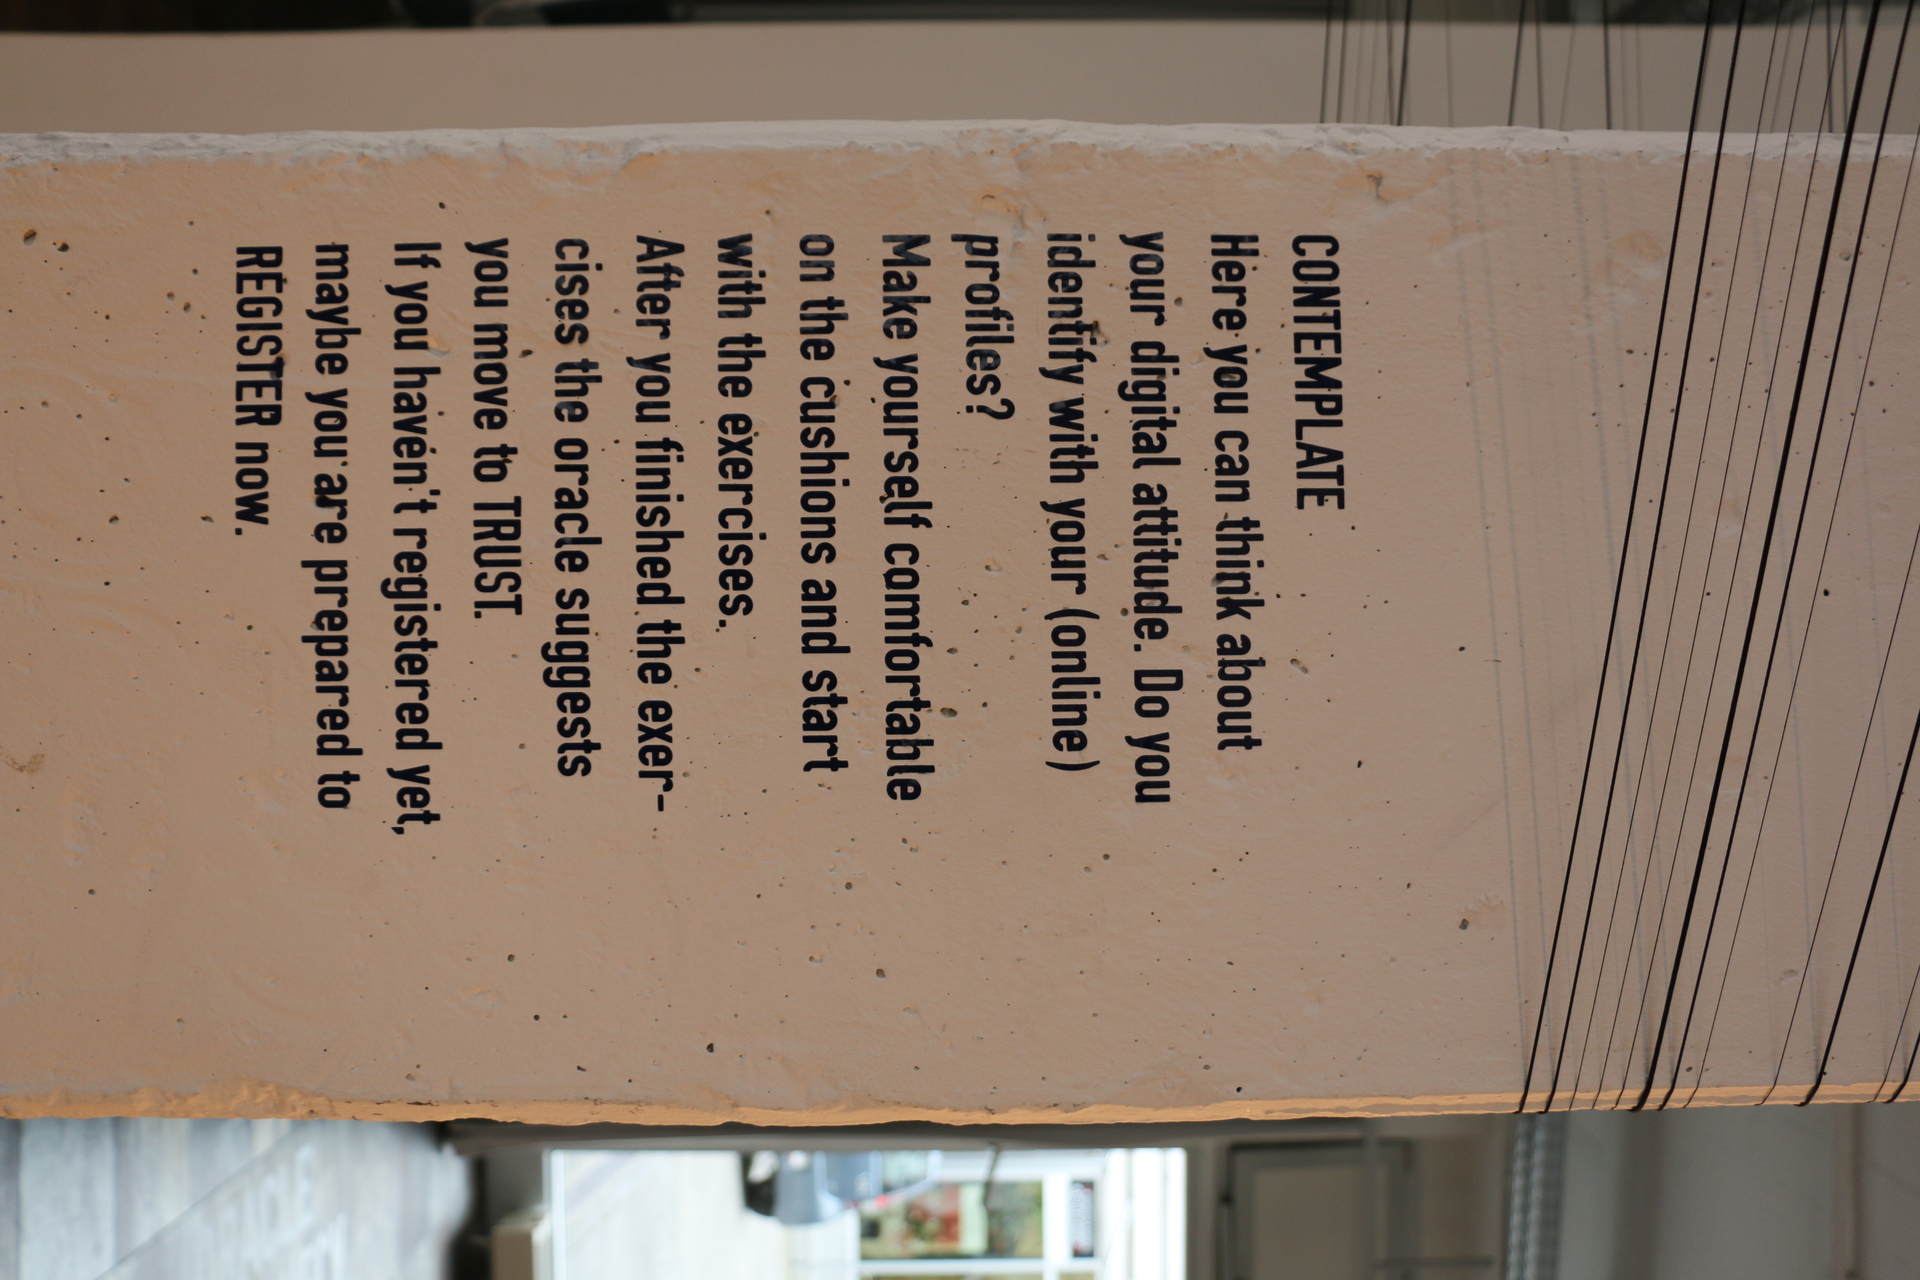 CONTEMPLATE
Here you can think about
your digital attitude. Do you
identify with your (online)
profiles?
Make yourself comfortable
on the cushions and start
with the exercises.
After you finished the exer-
cises the oracle suggests
you move to TRUST.
If you haven't registered yet,
maybe you are prepared to
REGISTER now.